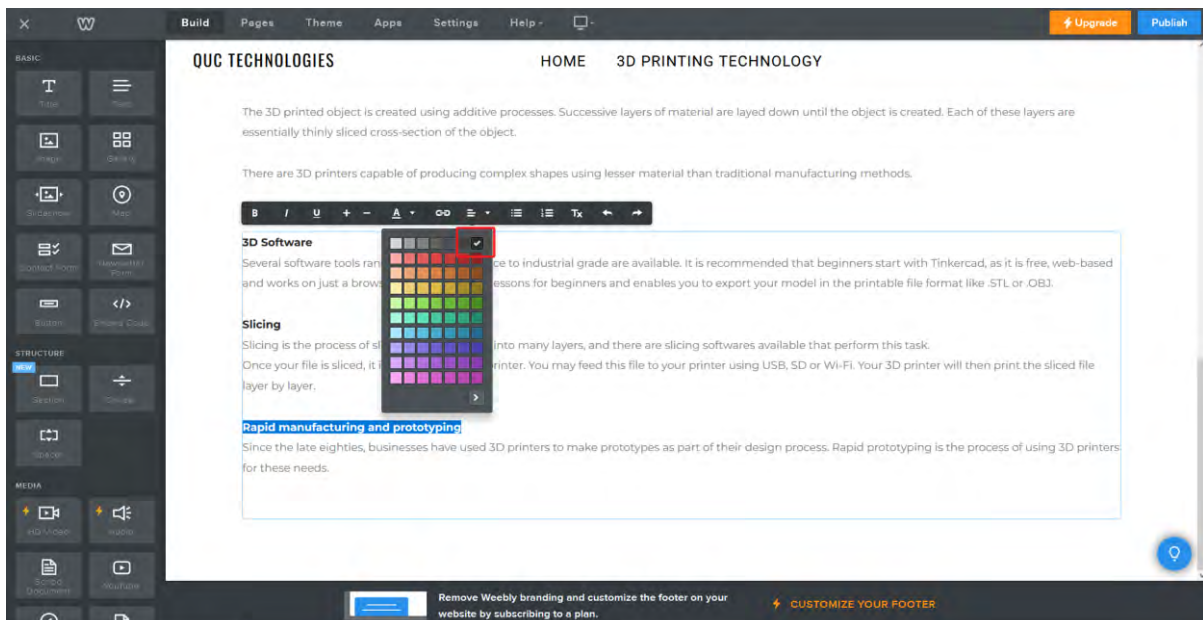 Build Pages Theme Apps Settings Help
Upgrade Publish
BASIC
QUC TECHNOLOGIES HOME 3D PRINTING TECHNOLOGY
Title Text
The 3D printed object is created using additive processes. Successive layers of material are layed down until the object is created. Each of these layers are
essentially thinly sliced cross-section of the object.
Image Gallery
There are 3D printers capable of producing complex shapes using lesser material than traditional manufacturing methods.
Slideshow Map
B I U + − A Tx
3D Software
Several software tools ran ce to industrial grade are available. It is recommended that beginners start with Tinkercad, as it is free, web-based
Contact Form Newsletter Form
and works on just a brows essons for beginners and enables you to export your model in the printable file format like .STL or .OBJ.
Button Embed Code
Slicing
Slicing is the process of sl into many layers, and there are slicing softwares available that perform this task.
STRUCTURE
NEW
Once your file is sliced, it i rinter. You may feed this file to your printer using USB, SD or Wi-Fi. Your 3D printer will then print the sliced file
layer by layer.
Section Divider
Rapid manufacturing and prototyping
Since the late eighties, businesses have used 3D printers to make prototypes as part of their design process. Rapid prototyping is the process of using 3D printers
Spacer
for these needs.
MEDIA
HD Video Audio
Scribd Document YouTube
Remove Weebly branding and customize the footer on your
website by subscribing to a plan.
CUSTOMIZE YOUR FOOTER